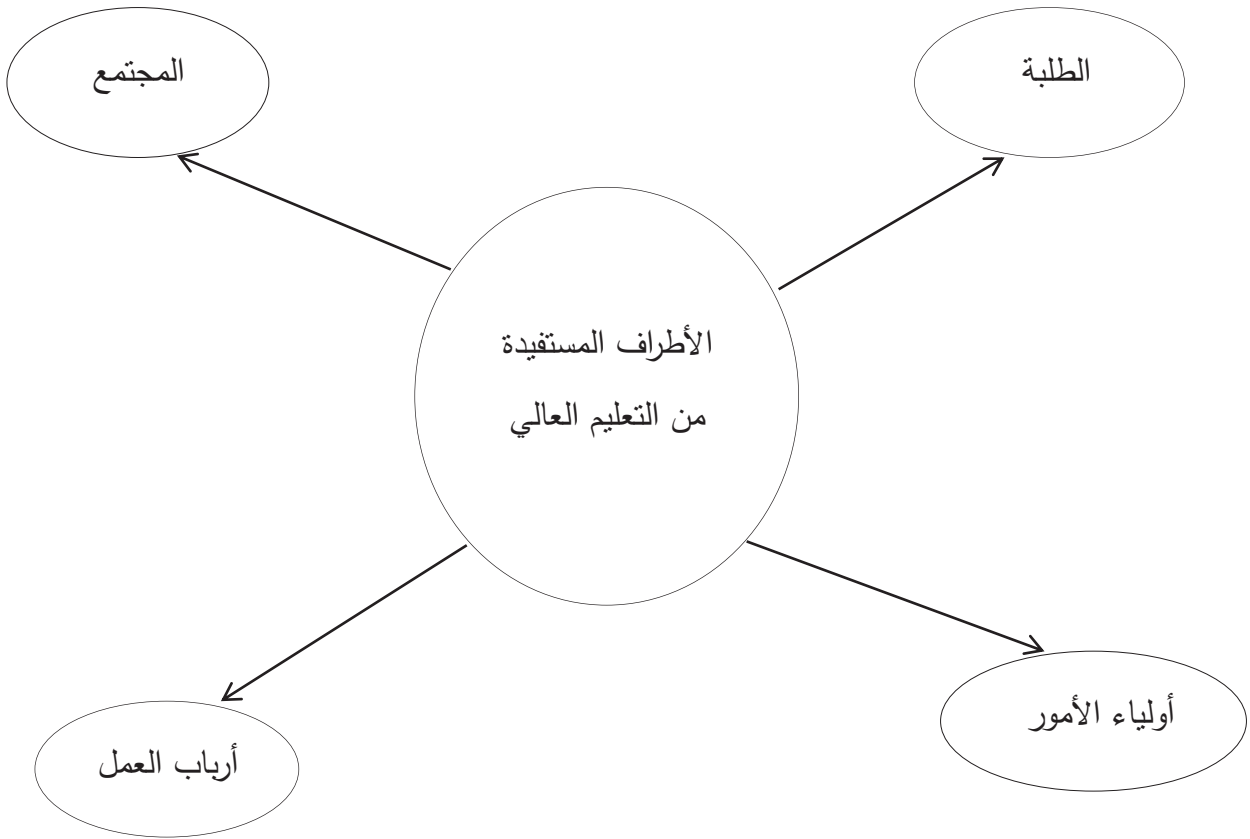 الطلبة
المجتمع
الأطراف المستفيدة
من التعليم العالي
أولياء الأمور
أرباب العمل